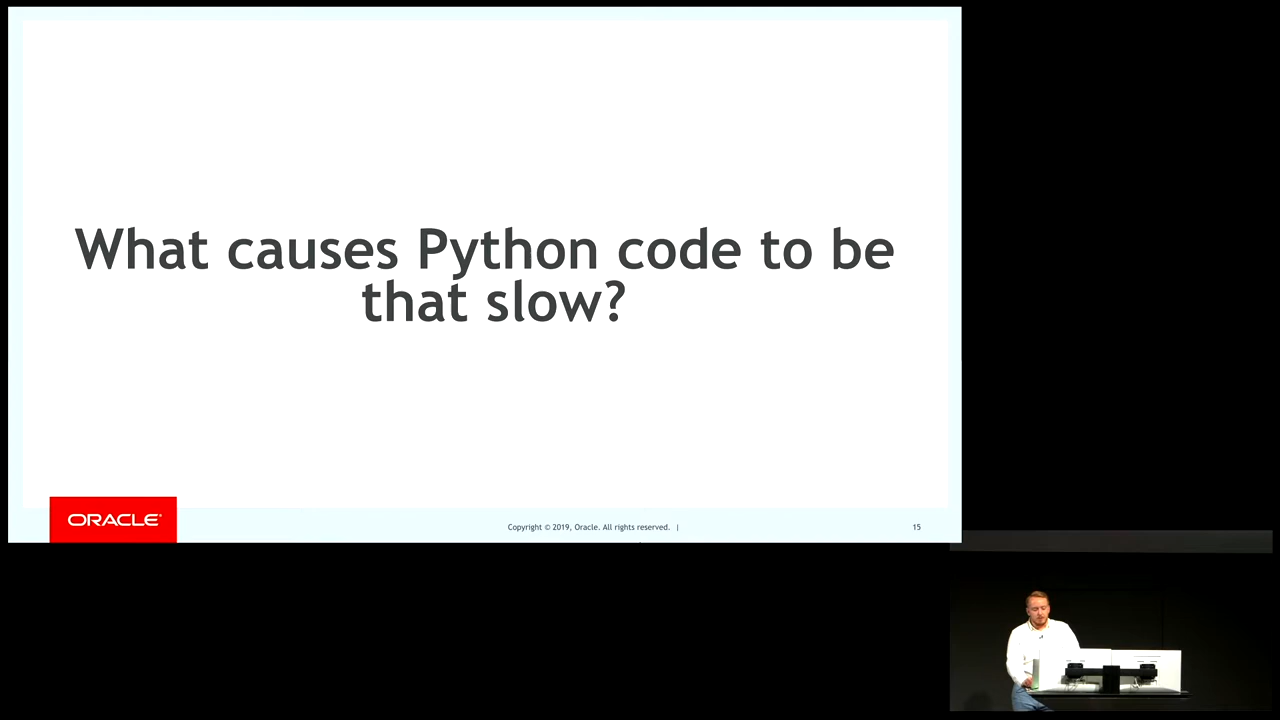 What causes Python code to be
that slow?
ORACLE®
Copyright © 2019, Oracle. All rights reserved. |
15